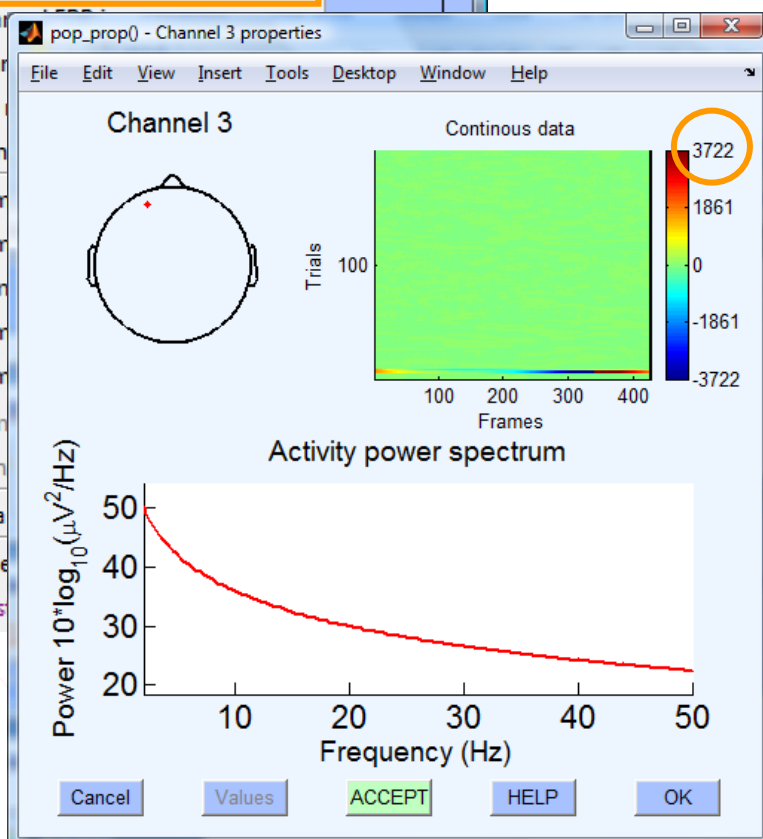 pop_prop() - Channel 3 properties
File Edit View Insert Tools Desktop Window Help
Channel 3
Continous data
Trials
100
100 200 300 400
Frames
3722
1861
0
-1861
-3722
Activity power spectrum
Power 10*log₁₀(μV²/Hz)
50
40
30
20
10 20 30 40 50
Frequency (Hz)
Cancel Values ACCEPT HELP OK